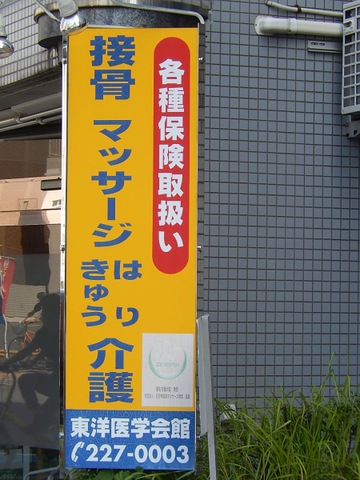 各種保険取扱い
接骨
マッサージ
はり
きゅう
介護
東洋医学会館
227-0003